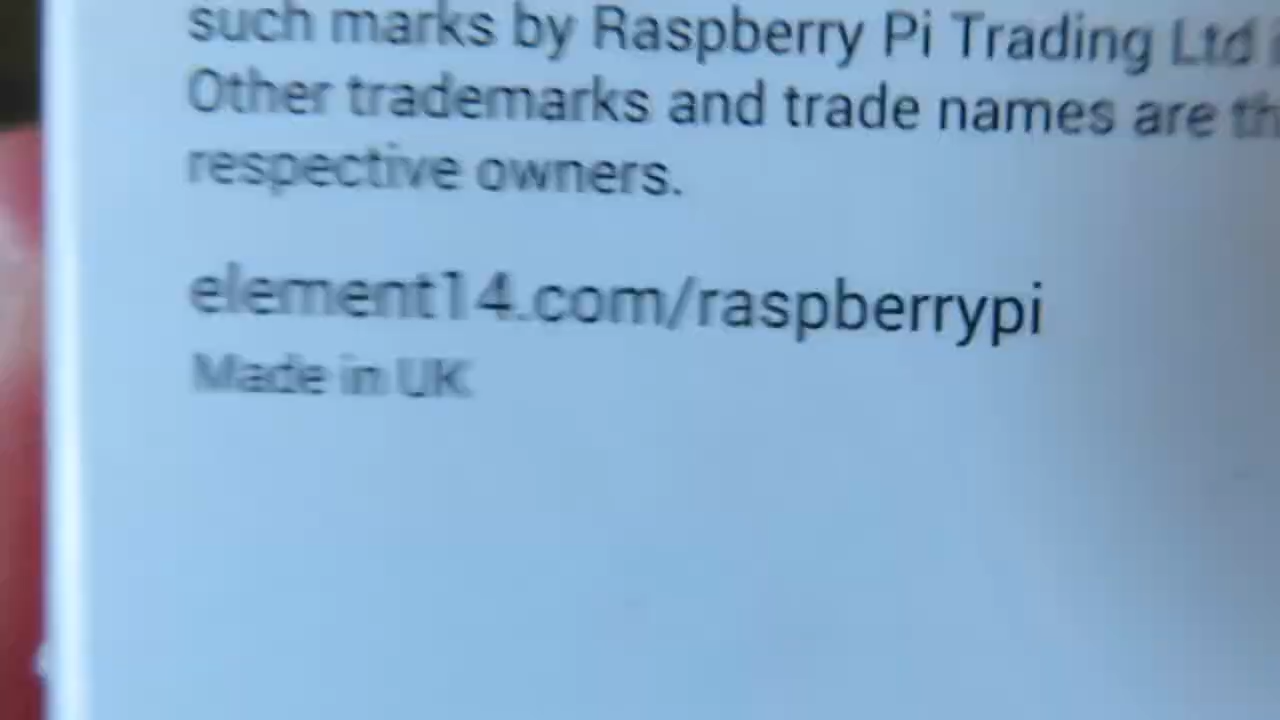 such marks by Raspberry Pi Trading Ltd
Other trademarks and trade names are
respective owners.
element14.com/raspberrypi
Made in UK